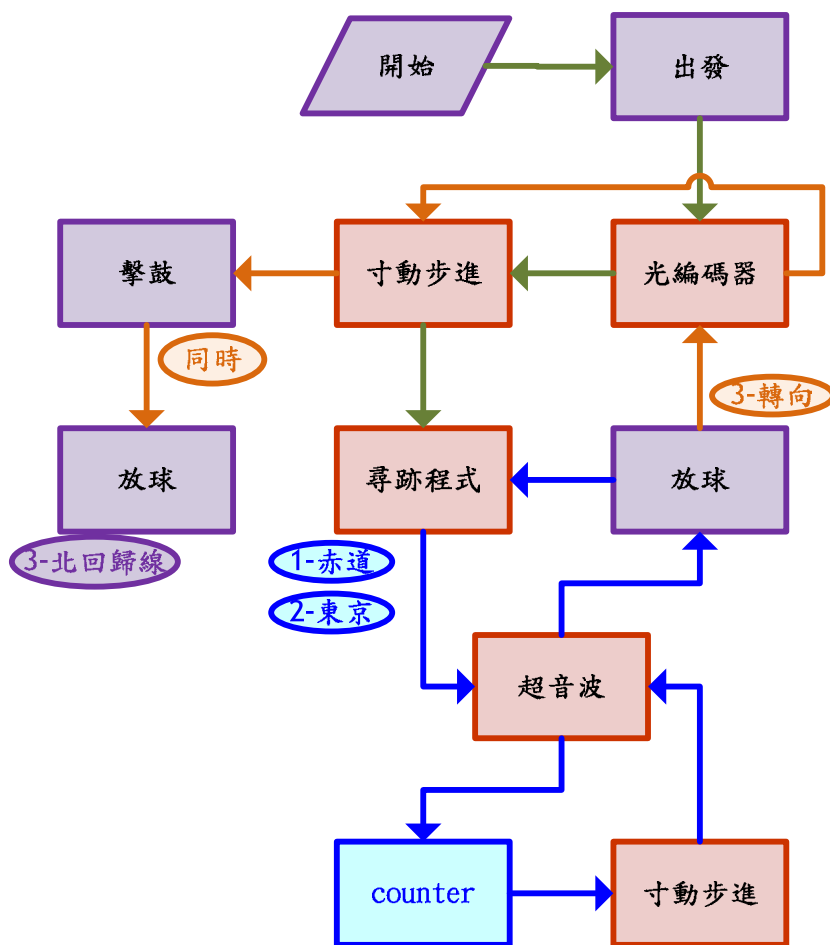 開始
出發
擊鼓
寸動步進
光編碼器
同時
3-轉向
放球
尋跡程式
放球
3-北回歸線
1-赤道
2-東京
超音波
counter
寸動步進